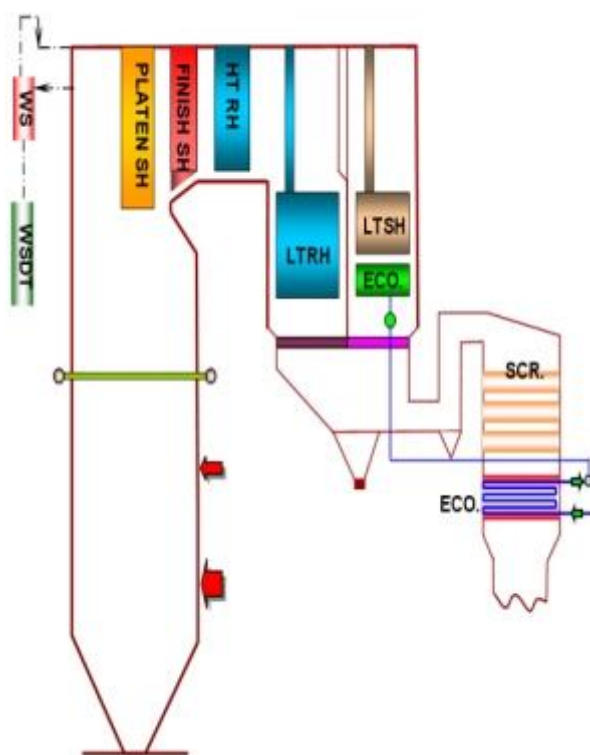 WS
WSDT
PLATEN SH
FINISH SH
HT RH
LTRH
LTSH
ECO.
SCR.
ECO.